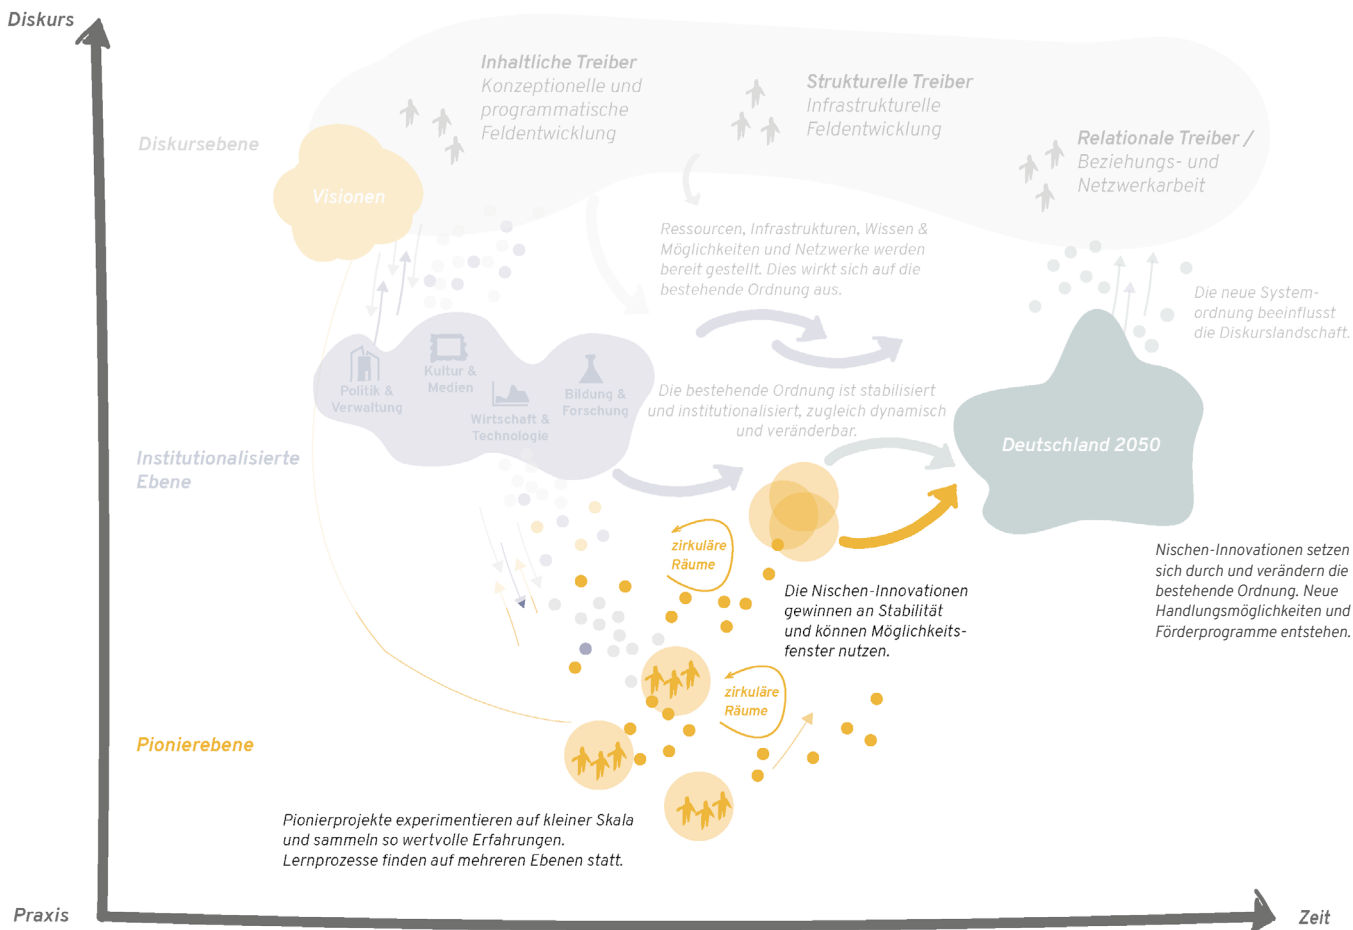 Diskurs
Inhaltliche Treiber
Konzeptionelle und
programmatische
Feldentwicklung
Strukturelle Treiber
Infrastrukturelle
Feldentwicklung
Relationale Treiber /
Beziehungs- und
Netzwerkarbeit
Diskursebene
Visionen
Ressourcen, Infrastrukturen, Wissen &
Möglichkeiten und Netzwerke werden
bereit gestellt. Dies wirkt sich auf die
bestehende Ordnung aus.
Die neue System-
ordnung beeinflusst
die Diskurslandschaft.
Politik &
Verwaltung
Kultur &
Medien
Wirtschaft &
Technologie
Bildung &
Forschung
Die bestehende Ordnung ist stabilisiert
und institutionalisiert, zugleich dynamisch
und veränderbar.
Deutschland 2050
Institutionalisierte
Ebene
zirkuläre
Räume
Die Nischen-Innovationen
gewinnen an Stabilität
und können Möglichkeits-
fenster nutzen.
Nischen-Innovationen setzen
sich durch und verändern die
bestehende Ordnung. Neue
Handlungsmöglichkeiten und
Förderprogramme entstehen.
zirkuläre
Räume
Pionierebene
Pionierprojekte experimentieren auf kleiner Skala
und sammeln so wertvolle Erfahrungen.
Lernprozesse finden auf mehreren Ebenen statt.
Praxis
Zeit